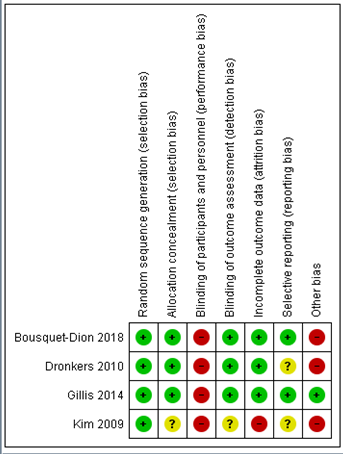 Random sequence generation (selection bias)
Allocation concealment (selection bias)
Blinding of participants and personnel (performance bias)
Blinding of outcome assessment (detection bias)
Incomplete outcome data (attrition bias)
Selective reporting (reporting bias)
Other bias
Bousquet-Dion 2018 + + - + + + -
Dronkers 2010 + + - + + ? -
Gillis 2014 + + - + + + +
Kim 2009 + ? - ? - ? -